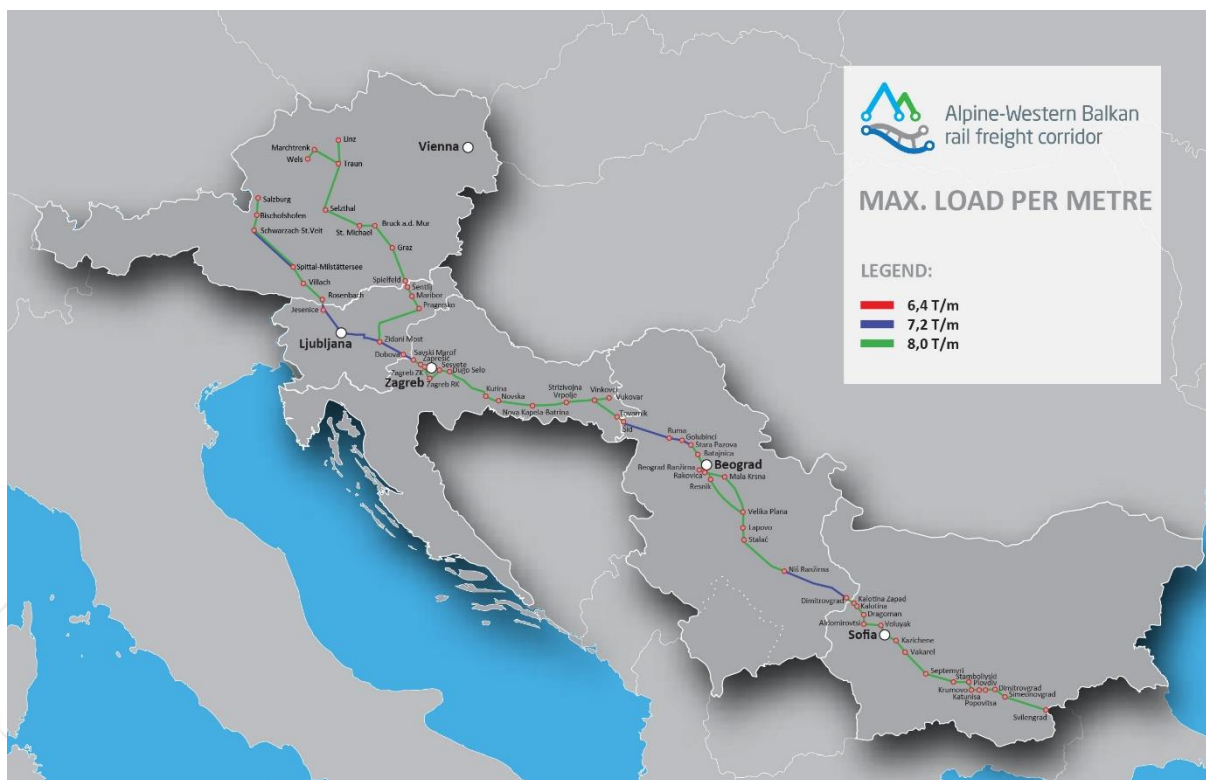 Alpine-Western Balkan
rail freight corridor
MAX. LOAD PER METRE
LEGEND:
6,4 T/m
7,2 T/m
8,0 T/m
Linz
Marchtrenk
Wels
Traun
Vienna
Salzburg
Bischofshofen
Schwarzach-St.Veit
Selzthal
St. Michael
Bruck a.d. Mur
Graz
Spittal-Milstättersee
Villach
Rosenbach
Jesenice
Spielfeld
Sentilj
Maribor
Pragersko
Ljubljana
Zidani Most
Dobova
Savski Marof
Zaprešić
Sesvete
Dugo Selo
Zagreb ZK
Zagreb
Zagreb RK
Kutina
Novska
Nova Kapela-Batrina
Strizivojna
Vrpolje
Vinkovci
Vukovar
Tovarnik
Šid
Ruma
Golubinci
Stara Pazova
Batajnica
Beograd
Beograd Ranžirna
Rakovica
Resnik
Mala Krsna
Velika Plana
Lapovo
Stalać
Niš Ranžirna
Dimitrovgrad
Kalotina Zapad
Kalotina
Dragoman
Aldomirovtsi
Voluyak
Sofia
Kazichene
Vakarel
Septemvri
Stamboliyski
Plovdiv
Krumovo
Katunisa
Popovitsa
Dimitrovgrad
Simeonovgrad
Svilengrad